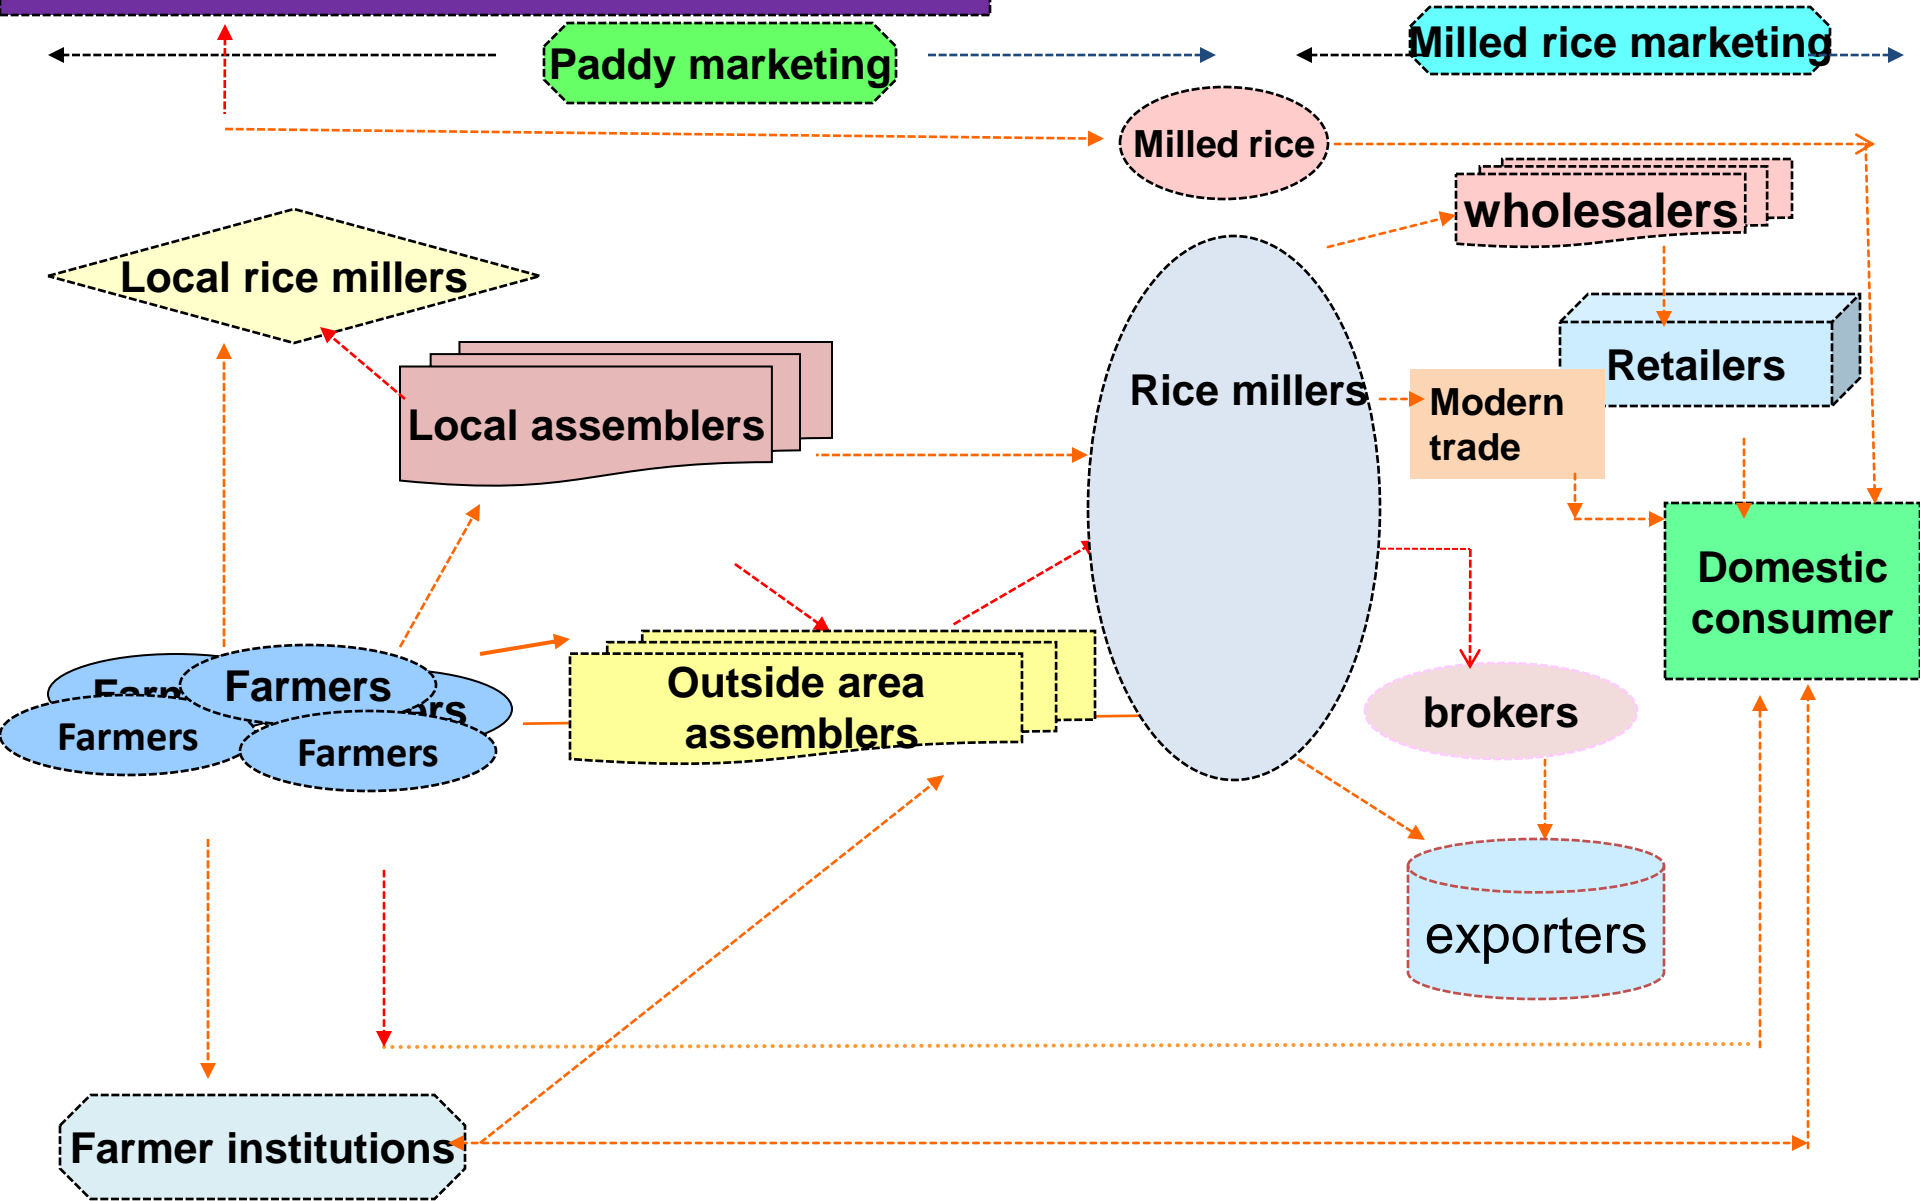 Paddy marketing
Milled rice marketing
Milled rice
wholesalers
Local rice millers
Retailers
Rice millers
Modern
trade
Local assemblers
Domestic
consumer
Farmers
Outside area
assemblers
brokers
Farmers
Farmers
exporters
Farmer institutions